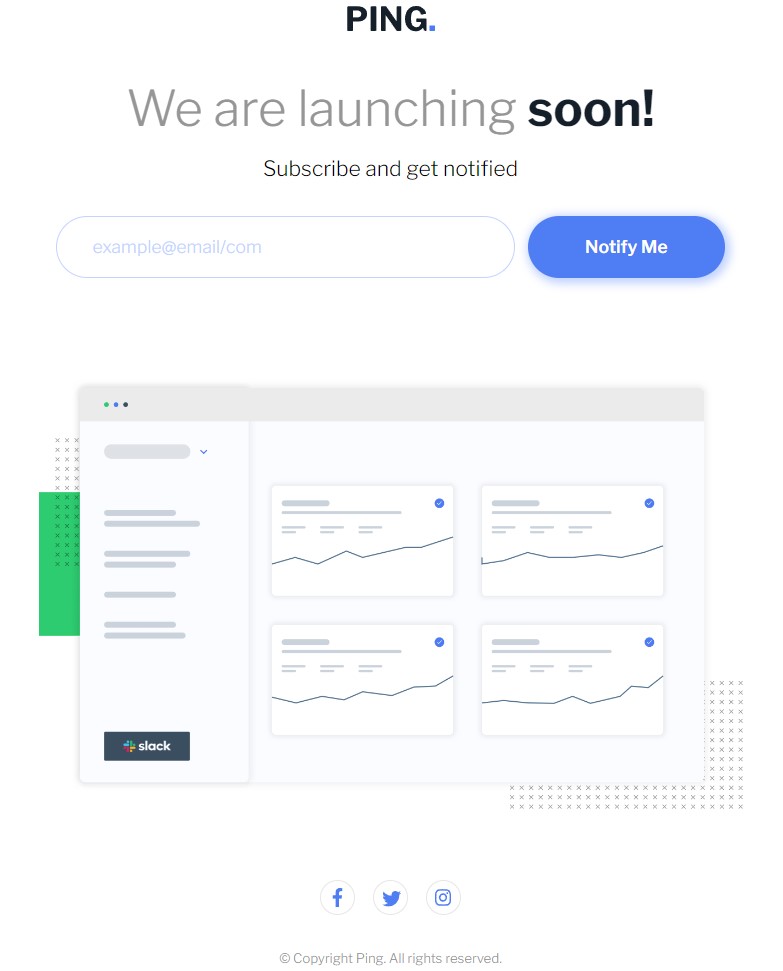 PING.
We are launching soon!
Subscribe and get notified
example@email/com
Notify Me
slack
© Copyright Ping. All rights reserved.